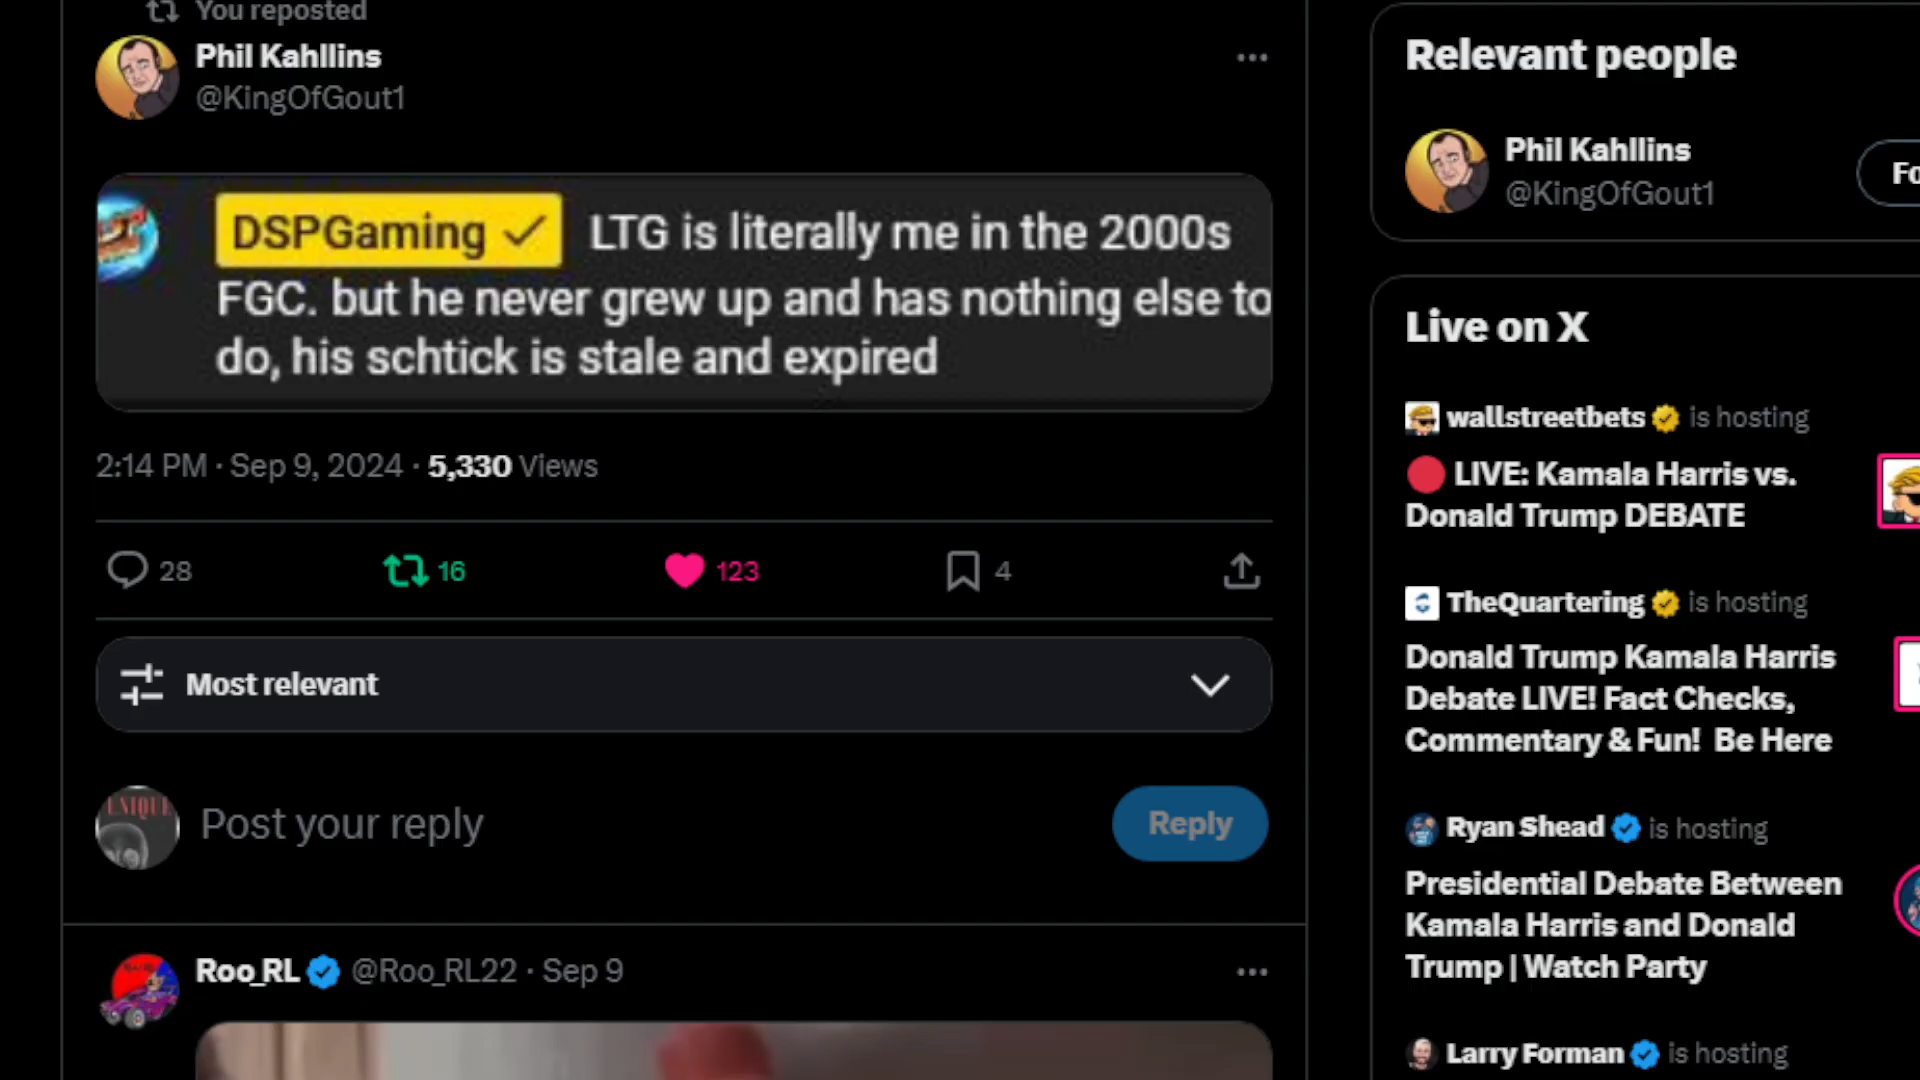 You reposted
Phil Kahllins
@KingOfGout1
DSPGaming LTG is literally me in the 2000s
FGC. but he never grew up and has nothing else to
do, his schtick is stale and expired
2:14 PM · Sep 9, 2024 · 5,330 Views
28 16 123 4
Most relevant
UNIQUE
Post your reply
Reply
Roo_RL @Roo_RL22 · Sep 9
Relevant people
Phil Kahllins
@KingOfGout1
Fo
Live on X
wallstreetbets is hosting
LIVE: Kamala Harris vs.
Donald Trump DEBATE
TheQuartering is hosting
Donald Trump Kamala Harris
Debate LIVE! Fact Checks,
Commentary & Fun! Be Here
Ryan Shead is hosting
Presidential Debate Between
Kamala Harris and Donald
Trump | Watch Party
Larry Forman is hosting